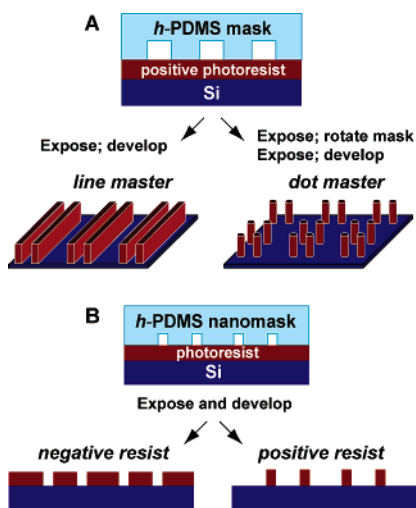 A
h-PDMS mask
positive photoresist
Si
Expose; develop
Expose; rotate mask
Expose; develop
line master
dot master
B
h-PDMS nanomask
photoresist
Si
Expose and develop
negative resist
positive resist